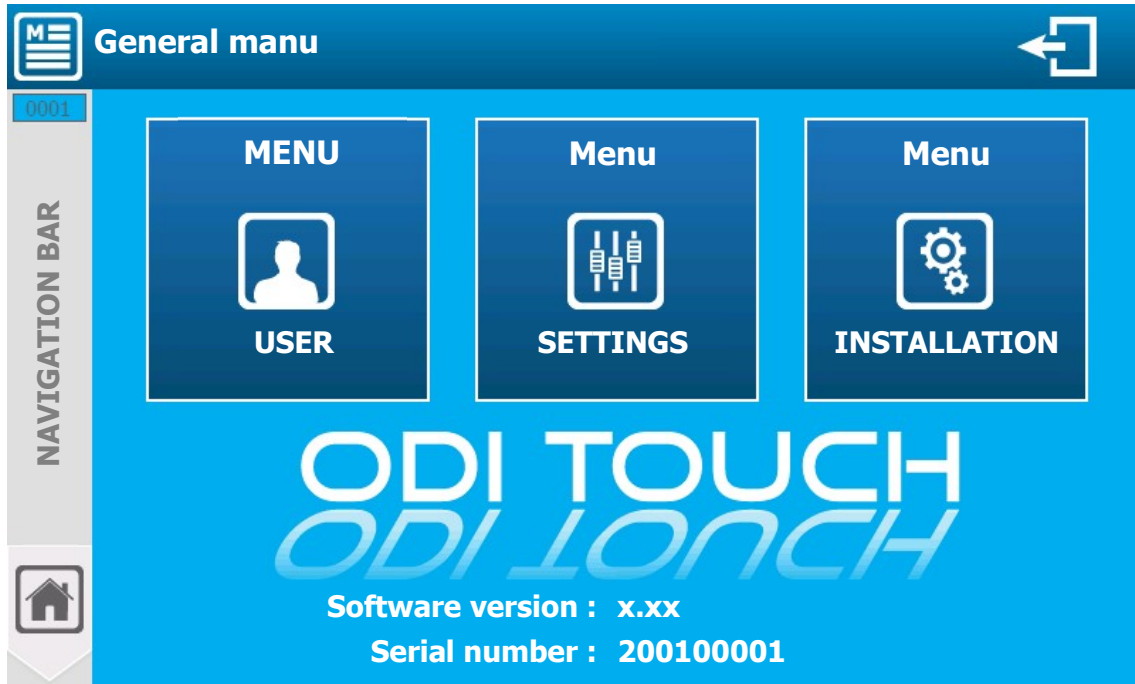 General manu
0001
NAVIGATION BAR
MENU
USER
Menu
SETTINGS
Menu
INSTALLATION
ODI TOUCH
Software version : x.xx
Serial number : 200100001